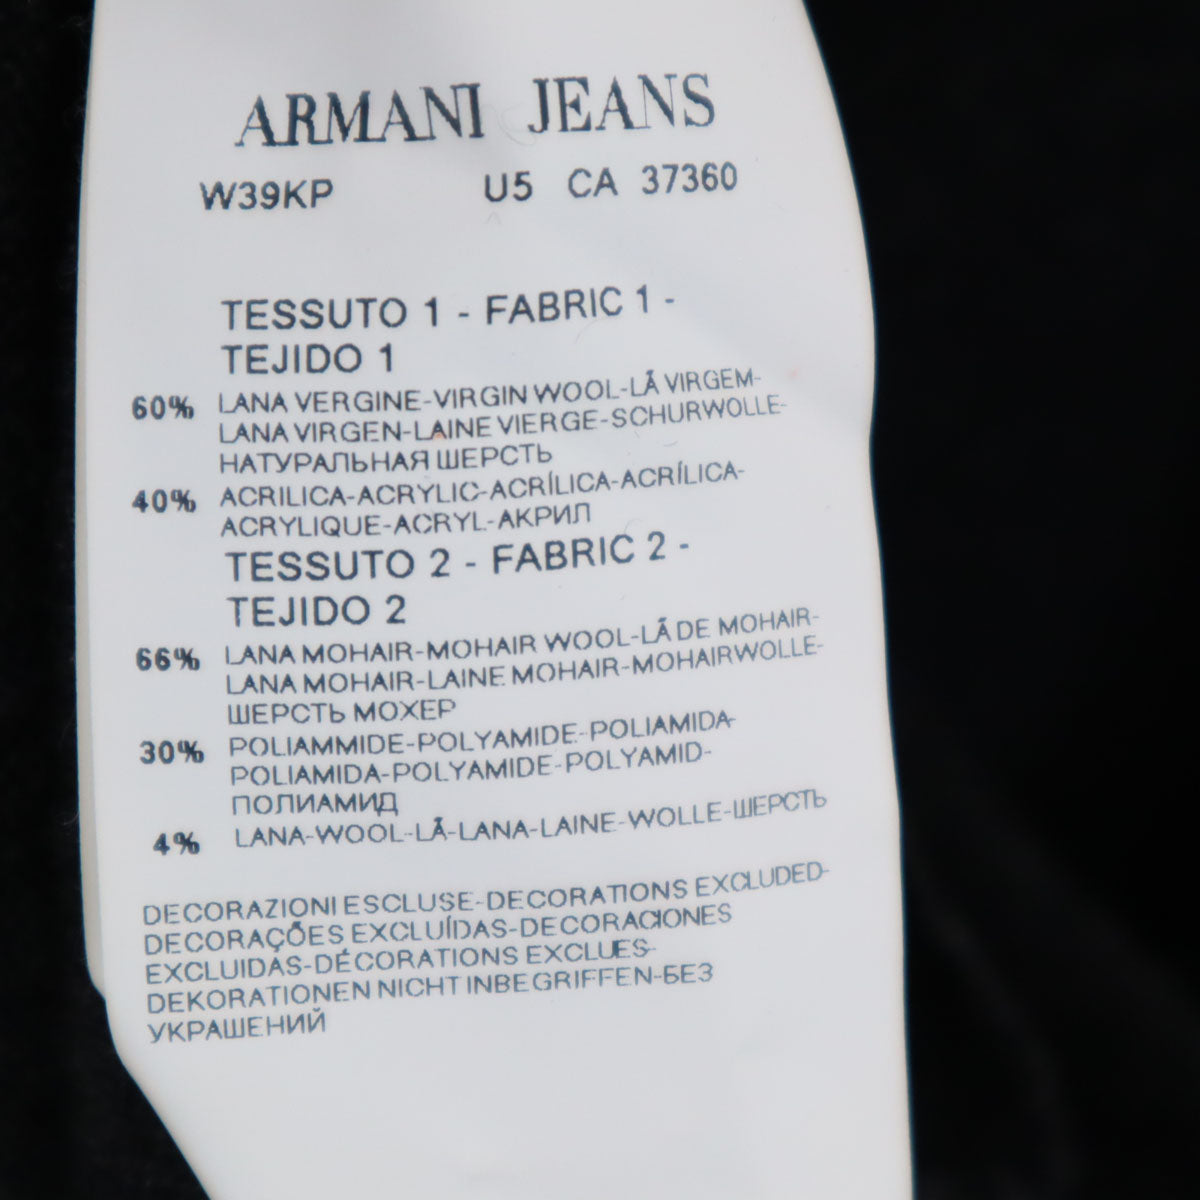 ARMANI JEANS
W39KP U5 CA 37360
TESSUTO 1 - FABRIC 1 -
TEJIDO 1
60% LANA VERGINE-VIRGIN WOOL-LÃ VIRGEM-
LANA VIRGEN-LAINE VIERGE-SCHURWOLLE-
НАТУРАЛЬНАЯ ШЕРСТЬ
40% ACRILICA-ACRYLIC-ACRÍLICA-ACRÍLICA-
ACRYLIQUE-ACRYL-АКРИЛ
TESSUTO 2 - FABRIC 2 -
TEJIDO 2
66% LANA MOHAIR-MOHAIR WOOL-LÃ DE MOHAIR-
LANA MOHAIR-LAINE MOHAIR-MOHAIRWOLLE-
ШЕРСТЬ МОХЕР
30% POLIAMMIDE-POLYAMIDE-POLIAMIDA-
POLIAMIDA-POLYAMIDE-POLYAMID-
ПОЛИАМИД
4% LANA-WOOL-LÃ-LANA-LAINE-WOLLE-ШЕРСТЬ
DECORAZIONI ESCLUSE-DECORATIONS EXCLUDED-
DECORAÇÕES EXCLUÍDAS-DECORACIONES
EXCLUIDAS-DÉCORATIONS EXCLUES-
DEKORATIONEN NICHT INBEGRIFFEN-БЕЗ
УКРАШЕНИЙ